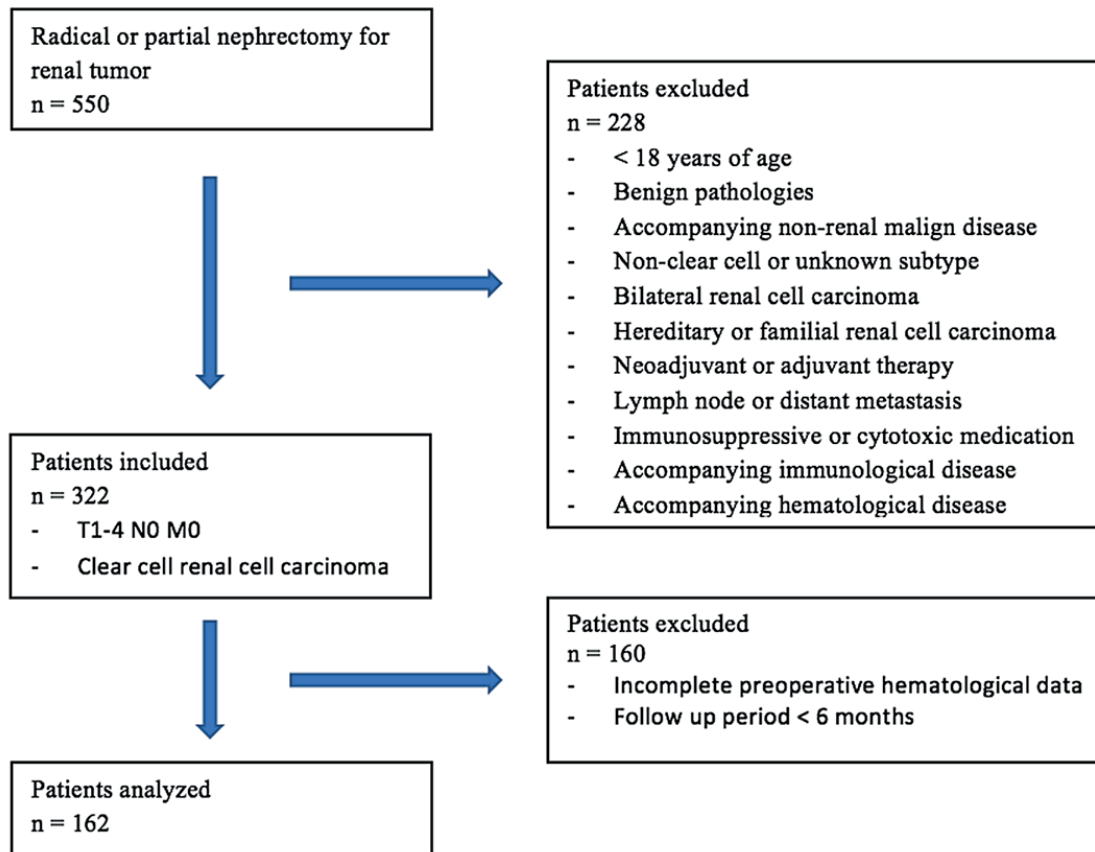 Radical or partial nephrectomy for
renal tumor
n = 550
Patients excluded
n = 228
- < 18 years of age
- Benign pathologies
- Accompanying non-renal malign disease
- Non-clear cell or unknown subtype
- Bilateral renal cell carcinoma
- Hereditary or familial renal cell carcinoma
- Neoadjuvant or adjuvant therapy
- Lymph node or distant metastasis
- Immunosuppressive or cytotoxic medication
- Accompanying immunological disease
- Accompanying hematological disease
Patients included
n = 322
- T1-4 N0 M0
- Clear cell renal cell carcinoma
Patients excluded
n = 160
- Incomplete preoperative hematological data
- Follow up period < 6 months
Patients analyzed
n = 162